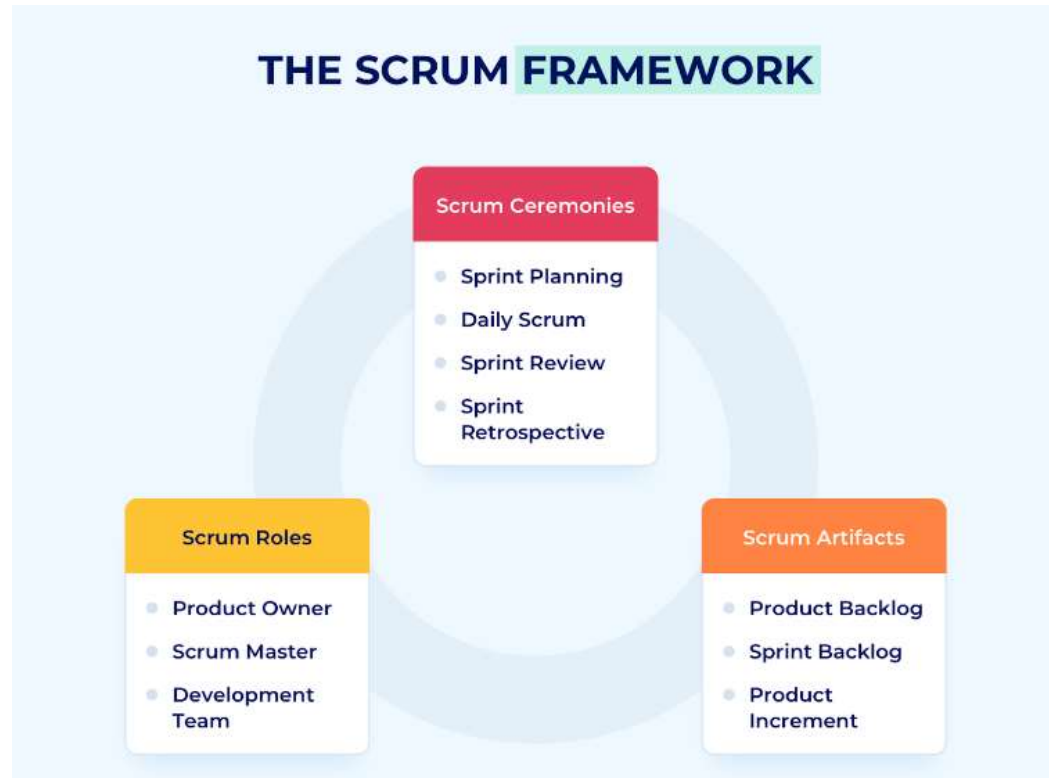 THE SCRUM FRAMEWORK
Scrum Ceremonies
Sprint Planning
Daily Scrum
Sprint Review
Sprint
Retrospective
Scrum Roles
Product Owner
Scrum Master
Development
Team
Scrum Artifacts
Product Backlog
Sprint Backlog
Product
Increment